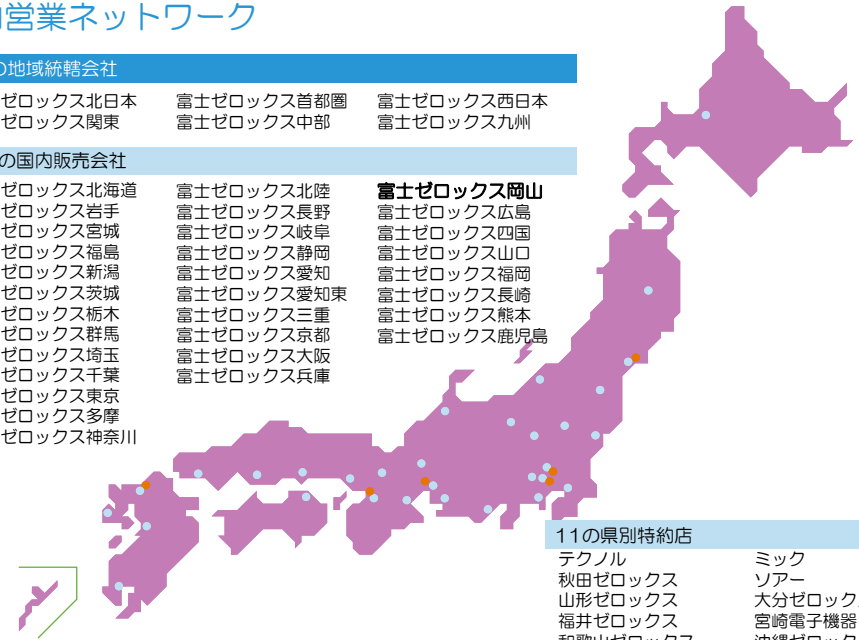 営業ネットワーク
の地域統轄会社
ゼロックス北日本 富士ゼロックス首都圏 富士ゼロックス西日本
ゼロックス関東 富士ゼロックス中部 富士ゼロックス九州
の国内販売会社
ゼロックス北海道 富士ゼロックス北陸 富士ゼロックス岡山
ゼロックス岩手 富士ゼロックス長野 富士ゼロックス広島
ゼロックス宮城 富士ゼロックス岐阜 富士ゼロックス四国
ゼロックス福島 富士ゼロックス静岡 富士ゼロックス山口
ゼロックス新潟 富士ゼロックス愛知 富士ゼロックス福岡
ゼロックス茨城 富士ゼロックス愛知東 富士ゼロックス長崎
ゼロックス栃木 富士ゼロックス三重 富士ゼロックス熊本
ゼロックス群馬 富士ゼロックス京都 富士ゼロックス鹿児島
ゼロックス埼玉 富士ゼロックス大阪
ゼロックス千葉 富士ゼロックス兵庫
ゼロックス東京
ゼロックス多摩
ゼロックス神奈川
11の県別特約店
テクノル ミック
秋田ゼロックス ソアー
山形ゼロックス 大分ゼロック
福井ゼロックス 宮崎電子機器
和歌山ゼロックス 沖縄ゼロック